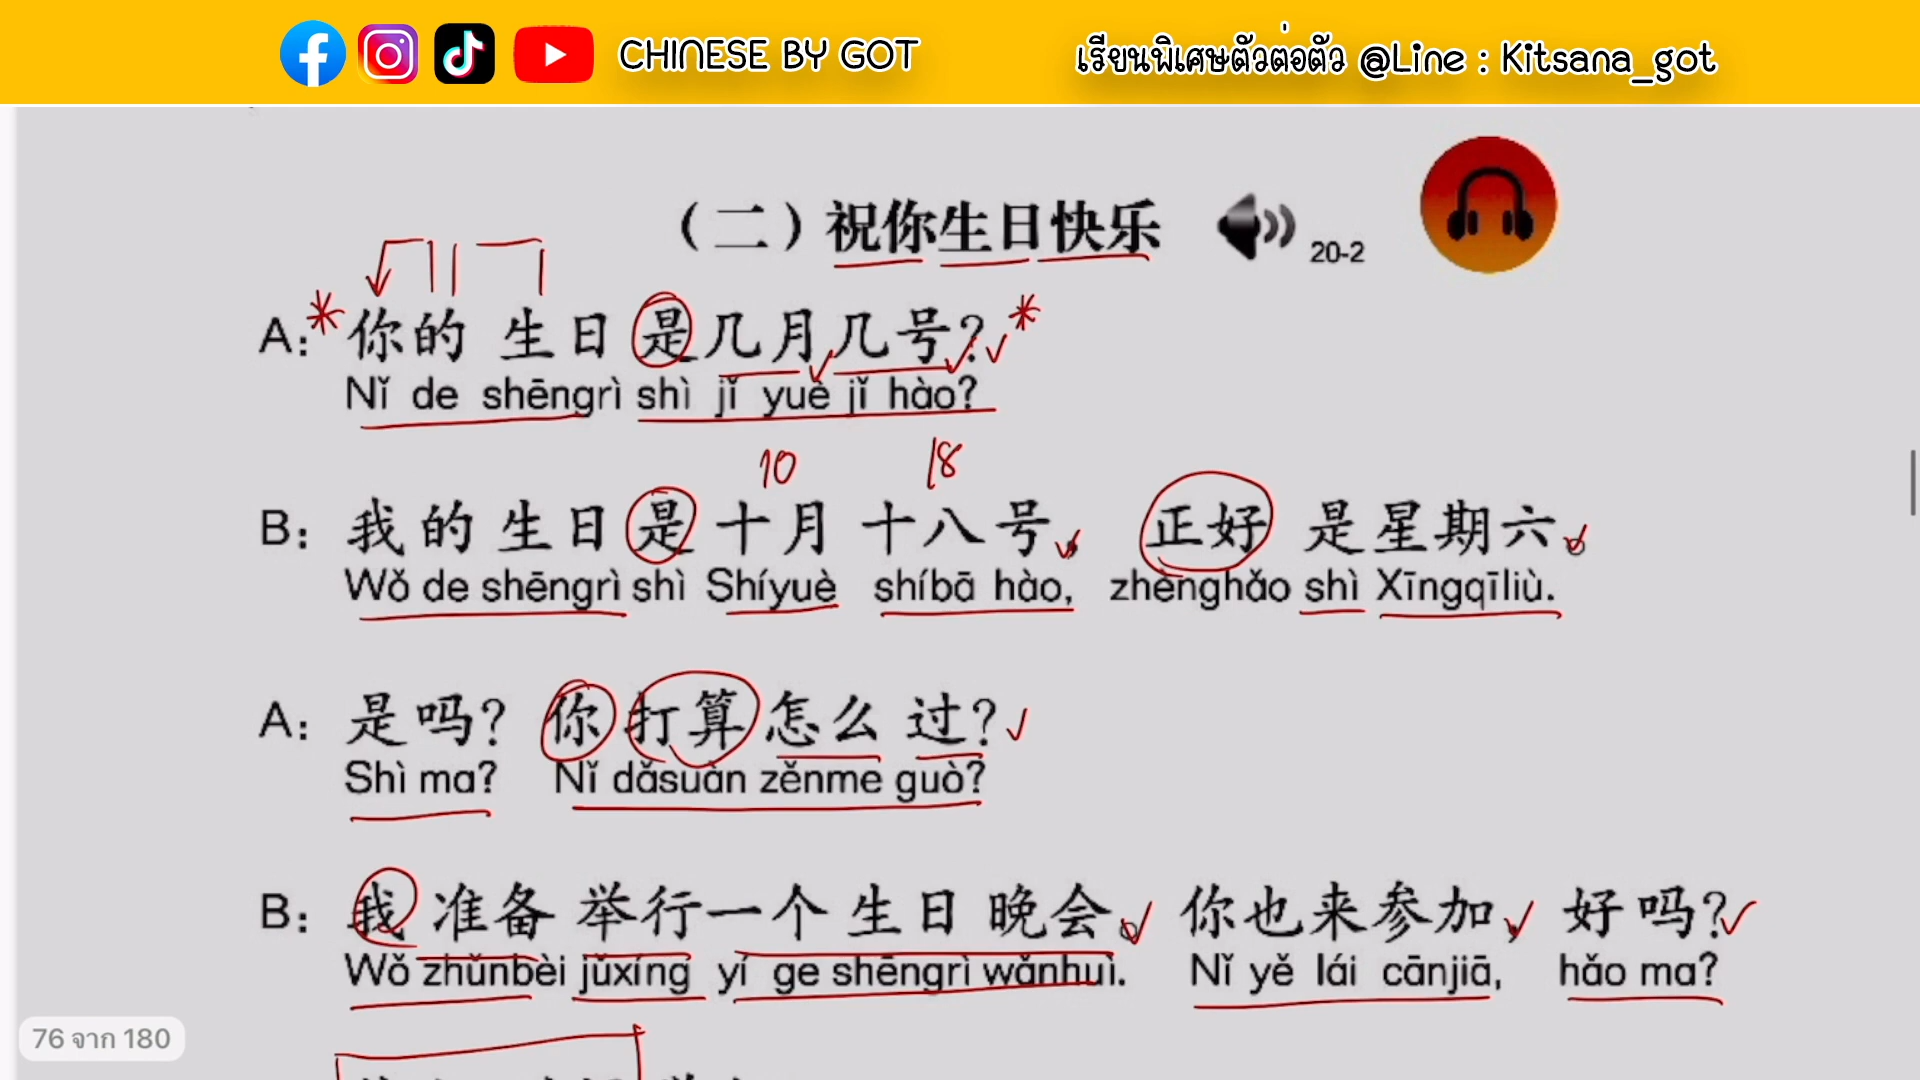 CHINESE BY GOT
เรียนพิเศษตัวต่อตัว @Line : Kitsana_got
（二）祝你生日快乐 20-2
A: *你的 生日 是几月几号? *
Nǐ de shēngrì shì jǐ yuè jǐ hào?
10 18
B: 我的 生日 是 十月 十八号， 正好 是星期六。
Wǒ de shēngrì shì Shíyuè shíbā hào, zhènghǎo shì Xīngqīliù.
A: 是吗? 你 打算 怎么 过?
Shì ma? Nǐ dǎsuàn zěnme guò?
B: 我 准备 举行一个 生日 晚会。 你也来参加， 好吗?
Wǒ zhǔnbèi jǔxíng yí ge shēngrì wǎnhuì. Nǐ yě lái cānjiā, hǎo ma?
76 จาก 180